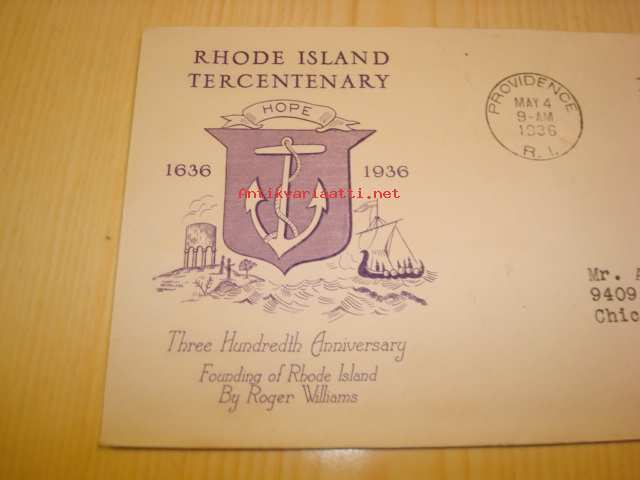 RHODE ISLAND
TERCENTENARY
HOPE
1636 1936
Antikvariaatti.net
Three Hundredth Anniversary
Founding of Rhode Island
By Roger Williams
PROVIDENCE
MAY 4
9-AM
1936
R. I.
Mr. A
9409
Chic